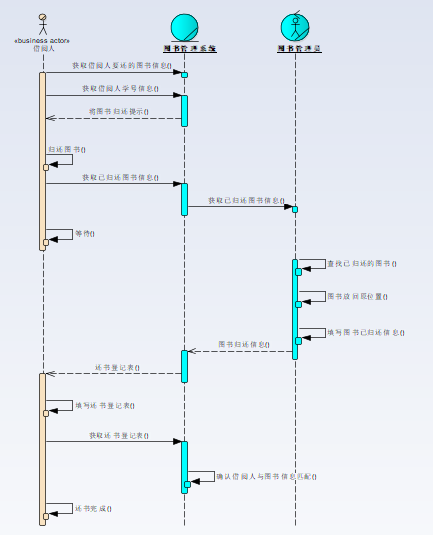 «business actor»
借阅人
图书管理系统
图书管理员
获取借阅人要还的图书信息()
获取借阅人学号信息()
将图书归还提示()
归还图书()
获取已归还图书信息()
获取已归还图书信息()
等待()
查找已归还的图书()
图书放回原位置()
填写图书已归还信息()
图书归还信息()
还书登记表()
填写还书登记表()
获取还书登记表()
确认借阅人与图书信息匹配()
还书完成()